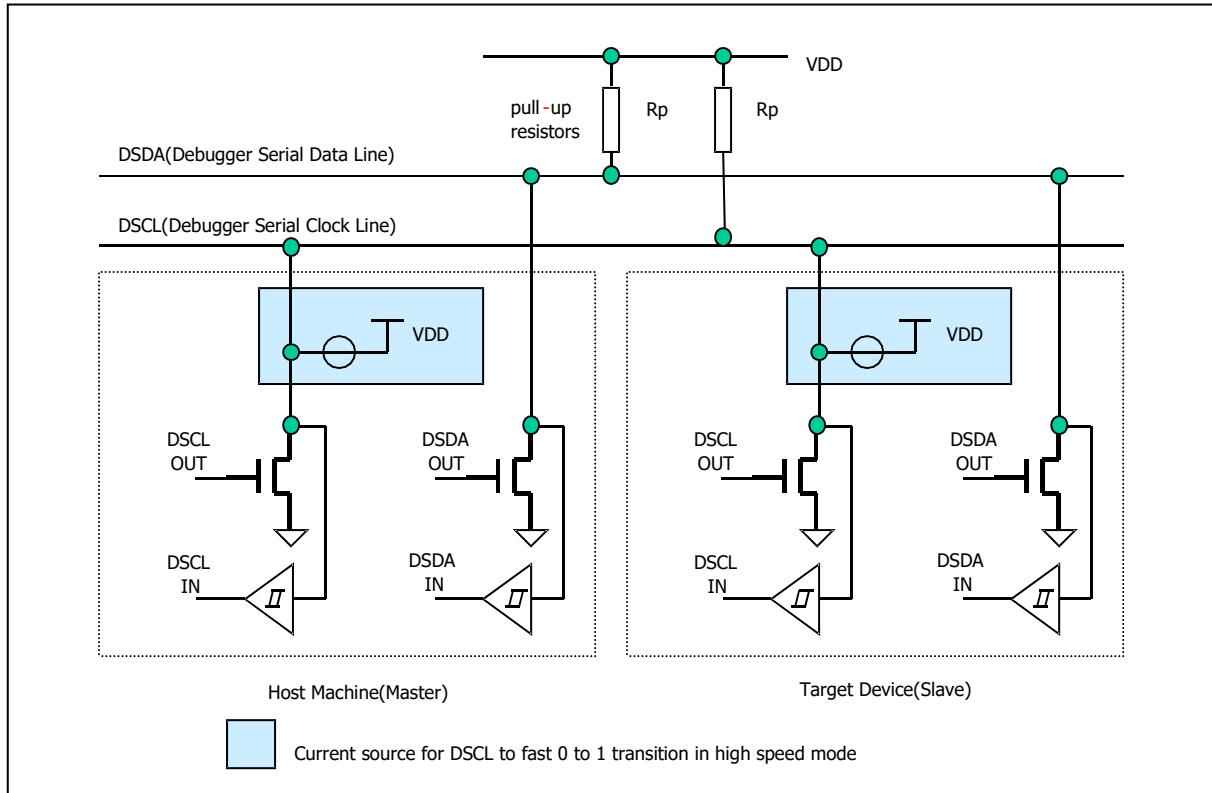 VDD
pull-up
resistors
Rp
Rp
DSDA(Debugger Serial Data Line)
DSCL(Debugger Serial Clock Line)
VDD
VDD
DSCL
OUT
DSDA
OUT
DSCL
OUT
DSDA
OUT
DSCL
IN
DSDA
IN
DSCL
IN
DSDA
IN
Host Machine(Master)
Target Device(Slave)
Current source for DSCL to fast 0 to 1 transition in high speed mode